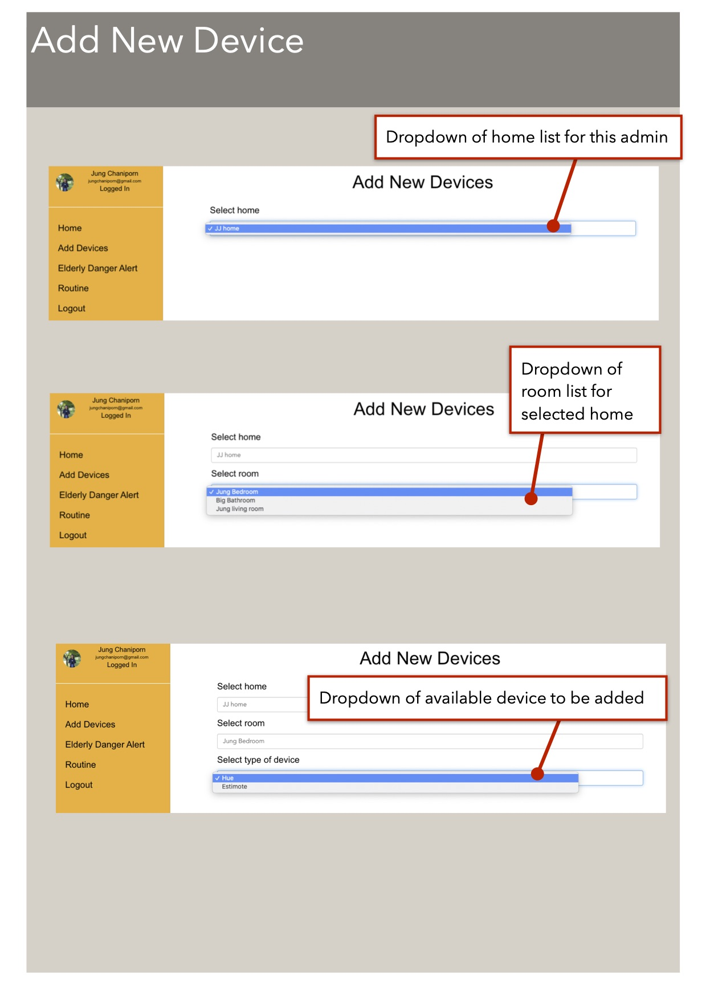 Add New Device
Dropdown of home list for this admin
Jung Chaniporn
jungchaniporn@gmail.com
Logged In
Home
Add Devices
Elderly Danger Alert
Routine
Logout
Add New Devices
Select home
✓ JJ home
Dropdown of
room list for
selected home
Jung Chaniporn
jungchaniporn@gmail.com
Logged In
Home
Add Devices
Elderly Danger Alert
Routine
Logout
Add New Devices
Select home
JJ home
Select room
✓ Jung Bedroom
Big Bathroom
Jung living room
Jung Chaniporn
jungchaniporn@gmail.com
Logged In
Home
Add Devices
Elderly Danger Alert
Routine
Logout
Add New Devices
Dropdown of available device to be added
Select home
JJ home
Select room
Jung Bedroom
Select type of device
✓ Hue
Estimote